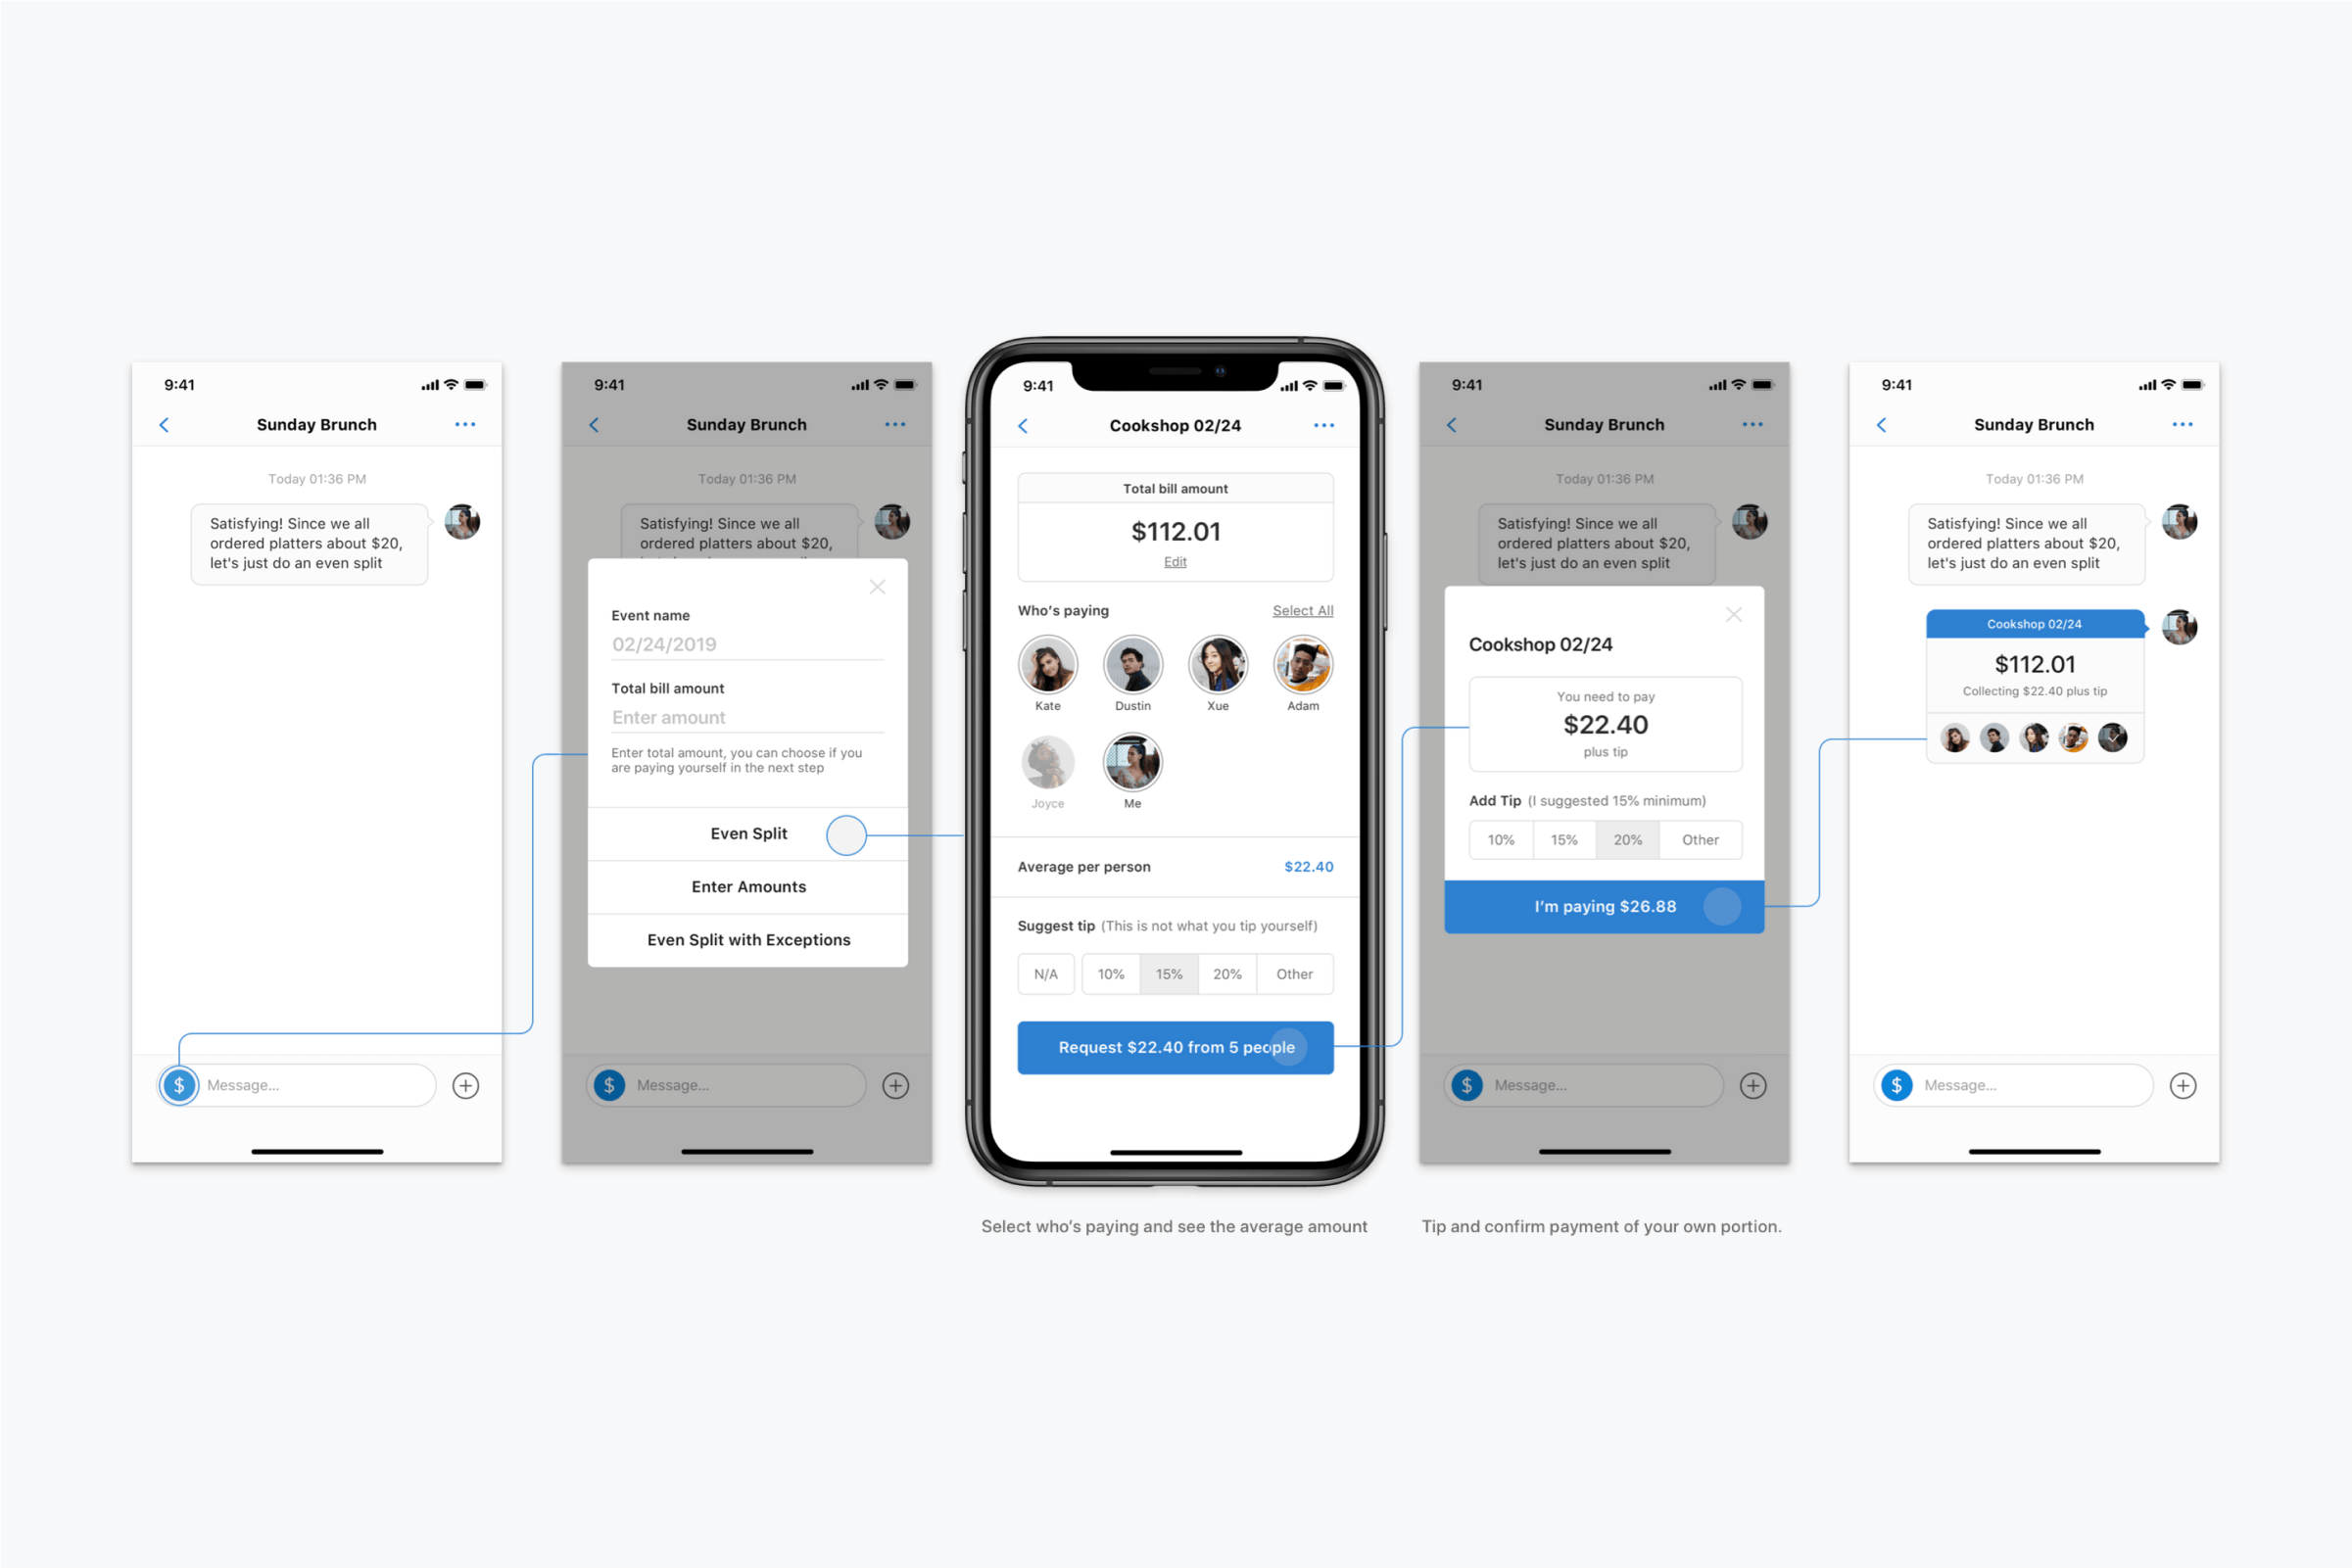 9:41
Sunday Brunch
Today 01:36 PM
Satisfying! Since we all
ordered platters about $20,
let's just do an even split
$
Message...
9:41
Sunday Brunch
Today 01:36 PM
Satisfying! Since we all
ordered platters about $20,
Event name
02/24/2019
Total bill amount
Enter amount
Enter total amount, you can choose if you
are paying yourself in the next step
Even Split
Enter Amounts
Even Split with Exceptions
$
Message...
9:41
Cookshop 02/24
Total bill amount
$112.01
Edit
Who's paying Select All
Kate Dustin Xue Adam
Joyce Me
Average per person $22.40
Suggest tip (This is not what you tip yourself)
N/A 10% 15% 20% Other
Request $22.40 from 5 people
Select who's paying and see the average amount
9:41
Sunday Brunch
Today 01:36 PM
Satisfying! Since we all
ordered platters about $20,
let's just do an even split
Cookshop 02/24
You need to pay
$22.40
plus tip
Add Tip (I suggested 15% minimum)
10% 15% 20% Other
I'm paying $26.88
$
Message...
Tip and confirm payment of your own portion.
9:41
Sunday Brunch
Today 01:36 PM
Satisfying! Since we all
ordered platters about $20,
let's just do an even split
Cookshop 02/24
$112.01
Collecting $22.40 plus tip
$
Message...